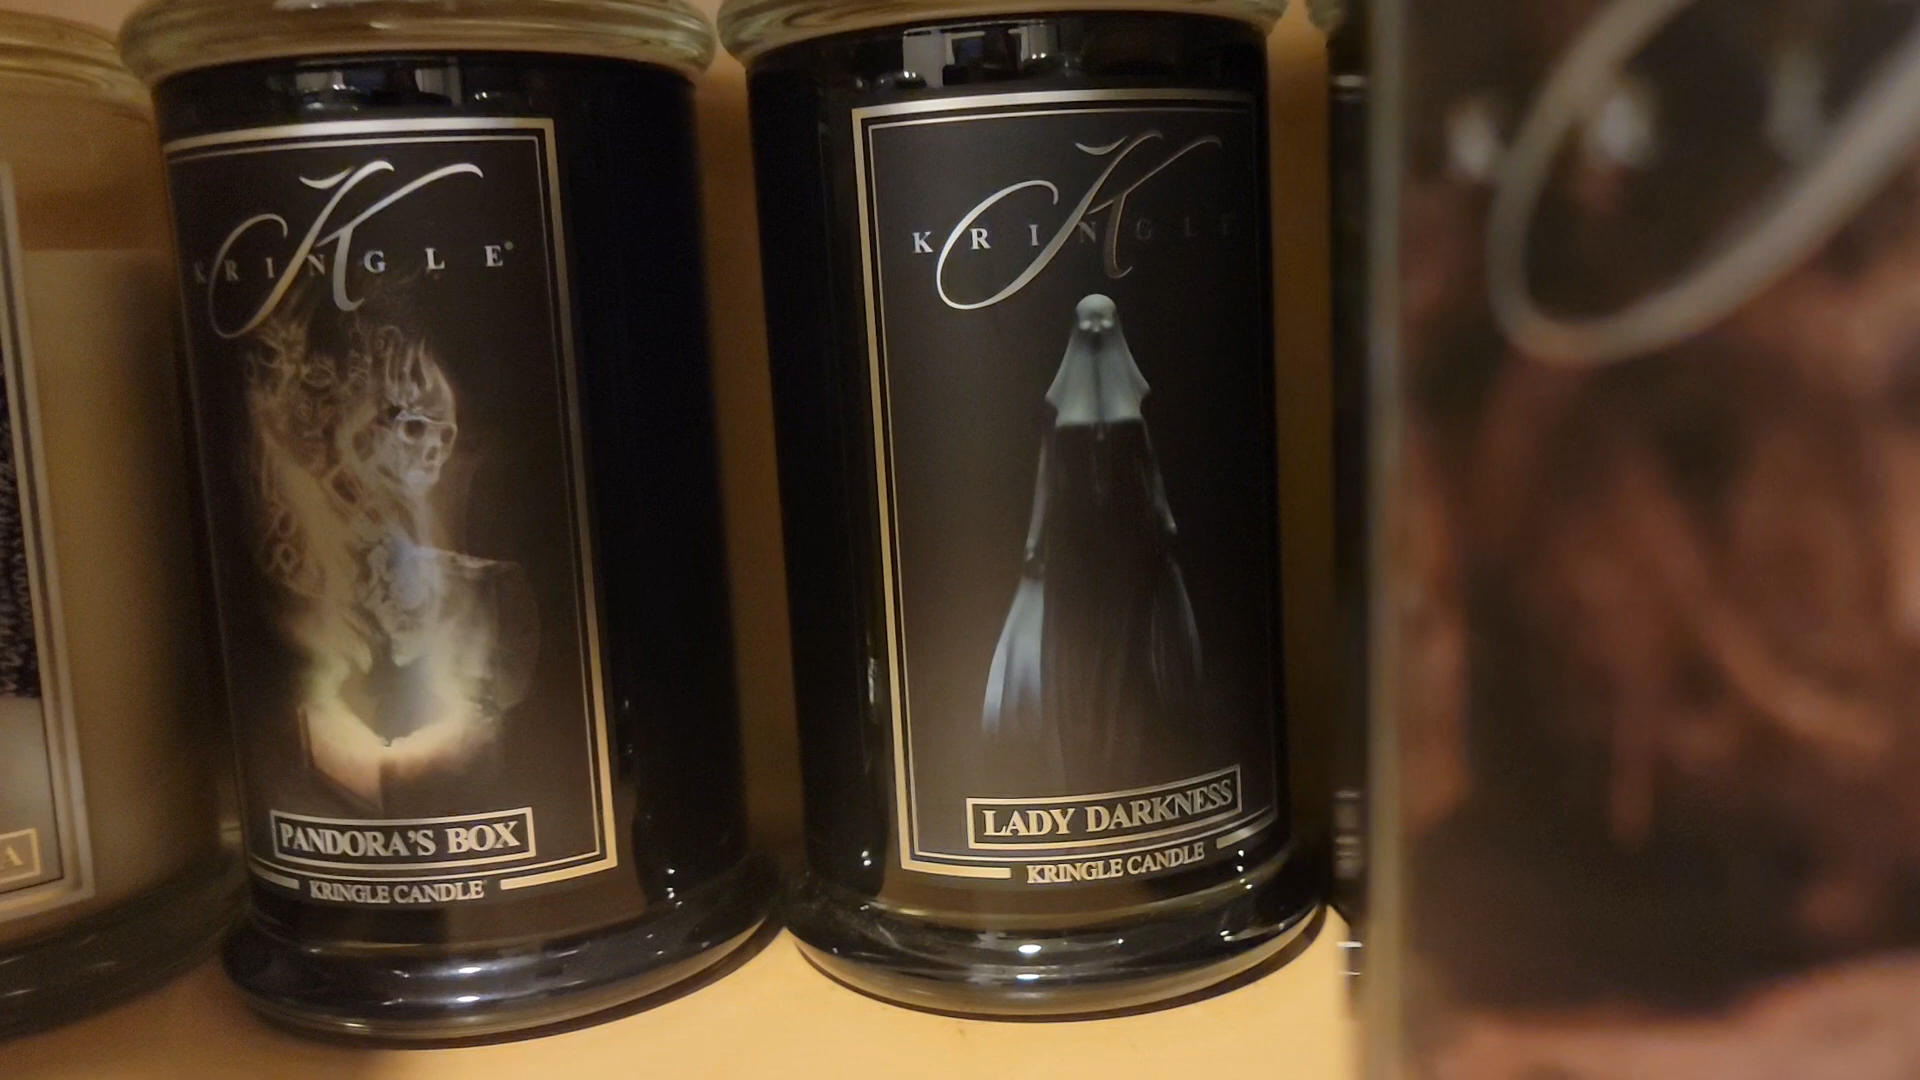 K
KRINGLE®
PANDORA'S BOX
KRINGLE CANDLE
K
KRINGLE
LADY DARKNESS
KRINGLE CANDLE
A